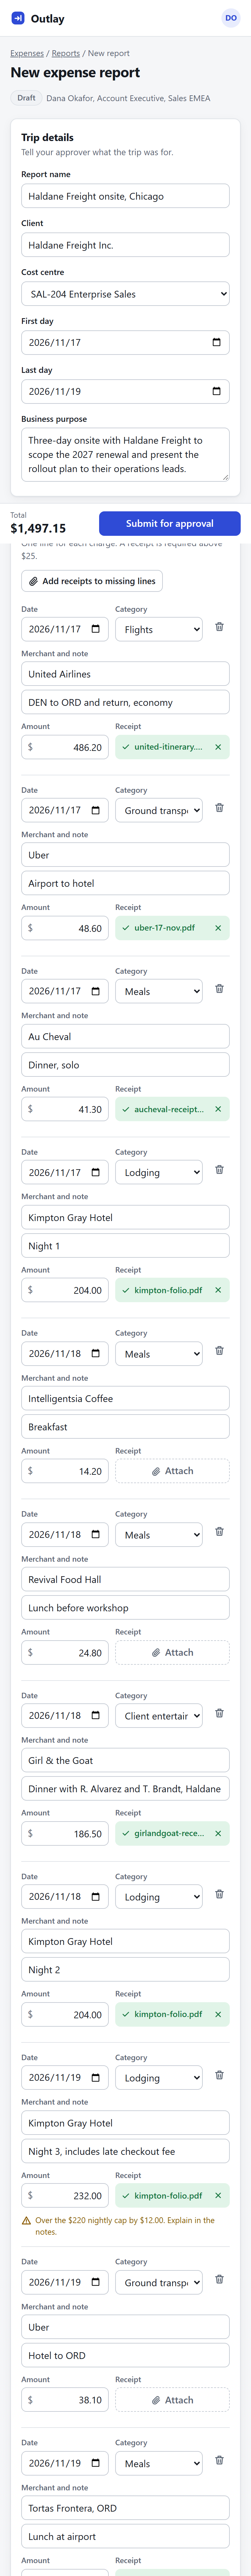 Outlay
DO
Expenses / Reports / New report
New expense report
Draft
Dana Okafor, Account Executive, Sales EMEA
Trip details
Tell your approver what the trip was for.
Report name
Haldane Freight onsite, Chicago
Client
Haldane Freight Inc.
Cost centre
SAL-204 Enterprise Sales
First day
2026/11/17
Last day
2026/11/19
Business purpose
Three-day onsite with Haldane Freight to
scope the 2027 renewal and present the
rollout plan to their operations leads.
Total
$1,497.15
Submit for approval
One line for each charge. A receipt is required above
$25.
Add receipts to missing lines
Date
Category
2026/11/17
Flights
Merchant and note
United Airlines
DEN to ORD and return, economy
Amount
Receipt
$ 486.20
united-itinerary....
Date
Category
2026/11/17
Ground transp
Merchant and note
Uber
Airport to hotel
Amount
Receipt
$ 48.60
uber-17-nov.pdf
Date
Category
2026/11/17
Meals
Merchant and note
Au Cheval
Dinner, solo
Amount
Receipt
$ 41.30
aucheval-receipt...
Date
Category
2026/11/17
Lodging
Merchant and note
Kimpton Gray Hotel
Night 1
Amount
Receipt
$ 204.00
kimpton-folio.pdf
Date
Category
2026/11/18
Meals
Merchant and note
Intelligentsia Coffee
Breakfast
Amount
Receipt
$ 14.20
Attach
Date
Category
2026/11/18
Meals
Merchant and note
Revival Food Hall
Lunch before workshop
Amount
Receipt
$ 24.80
Attach
Date
Category
2026/11/18
Client entertair
Merchant and note
Girl & the Goat
Dinner with R. Alvarez and T. Brandt, Haldane
Amount
Receipt
$ 186.50
girlandgoat-rece...
Date
Category
2026/11/18
Lodging
Merchant and note
Kimpton Gray Hotel
Night 2
Amount
Receipt
$ 204.00
kimpton-folio.pdf
Date
Category
2026/11/19
Lodging
Merchant and note
Kimpton Gray Hotel
Night 3, includes late checkout fee
Amount
Receipt
$ 232.00
kimpton-folio.pdf
Over the $220 nightly cap by $12.00. Explain in the
notes.
Date
Category
2026/11/19
Ground transp
Merchant and note
Uber
Hotel to ORD
Amount
Receipt
$ 38.10
Attach
Date
Category
2026/11/19
Meals
Merchant and note
Tortas Frontera, ORD
Lunch at airport
Amount
Receipt